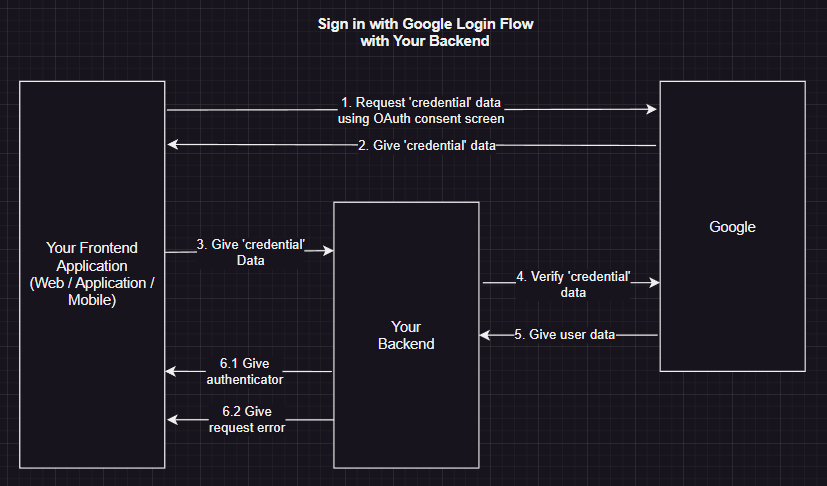 Sign in with Google Login Flow
with Your Backend
1. Request 'credential' data
using OAuth consent screen
2. Give 'credential' data
Your Frontend
Application
(Web / Application /
Mobile)
3. Give 'credential'
Data
Your
Backend
Google
4. Verify 'credential'
data
5. Give user data
6.1 Give
authenticator
6.2 Give
request error